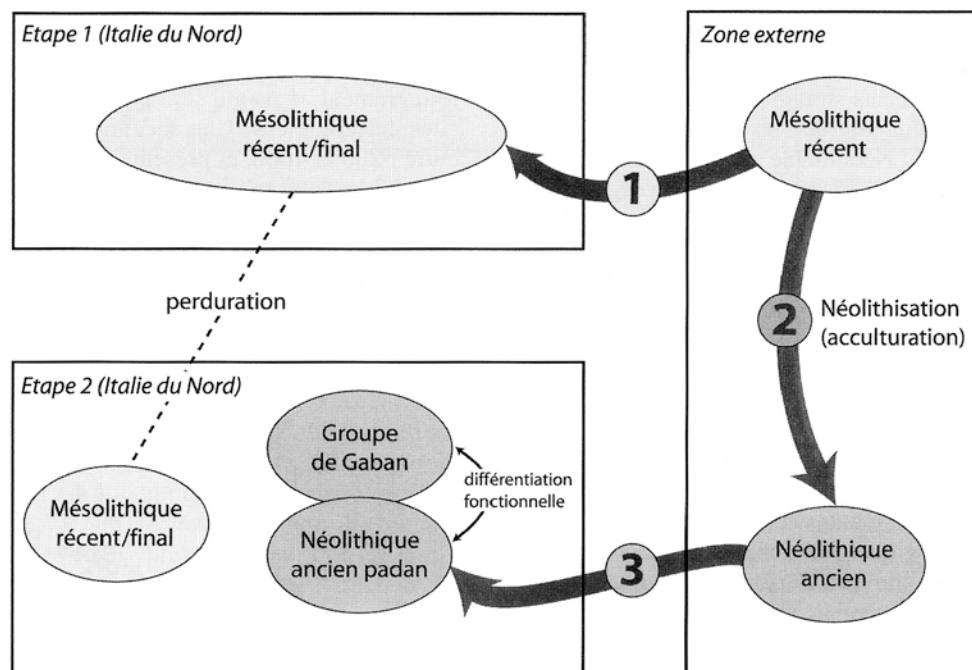 Etape 1 (Italie du Nord)
Zone externe
Mésolithique
récent/final
Mésolithique
récent
1
perduration
2
Néolithisation
(acculturation)
Etape 2 (Italie du Nord)
Groupe
de Gaban
différentiation
fonctionnelle
Mésolithique
récent/final
Néolithique
ancien padan
3
Néolithique
ancien